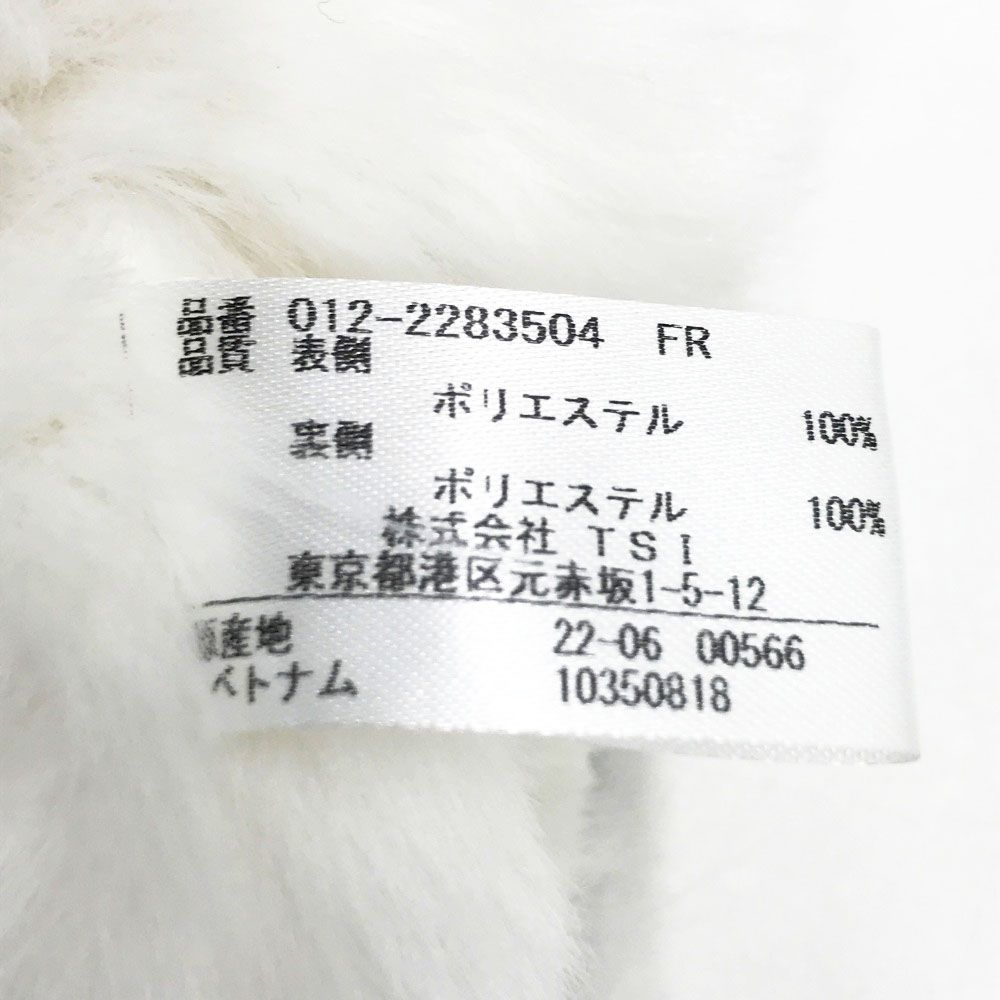 品番 012-2283504 FR
品質 表側
ポリエステル 100%
裏側
ポリエステル 100%
株式会社 TSI
東京都港区元赤坂1-5-12
原産地 22-06 00566
ベトナム 10350818